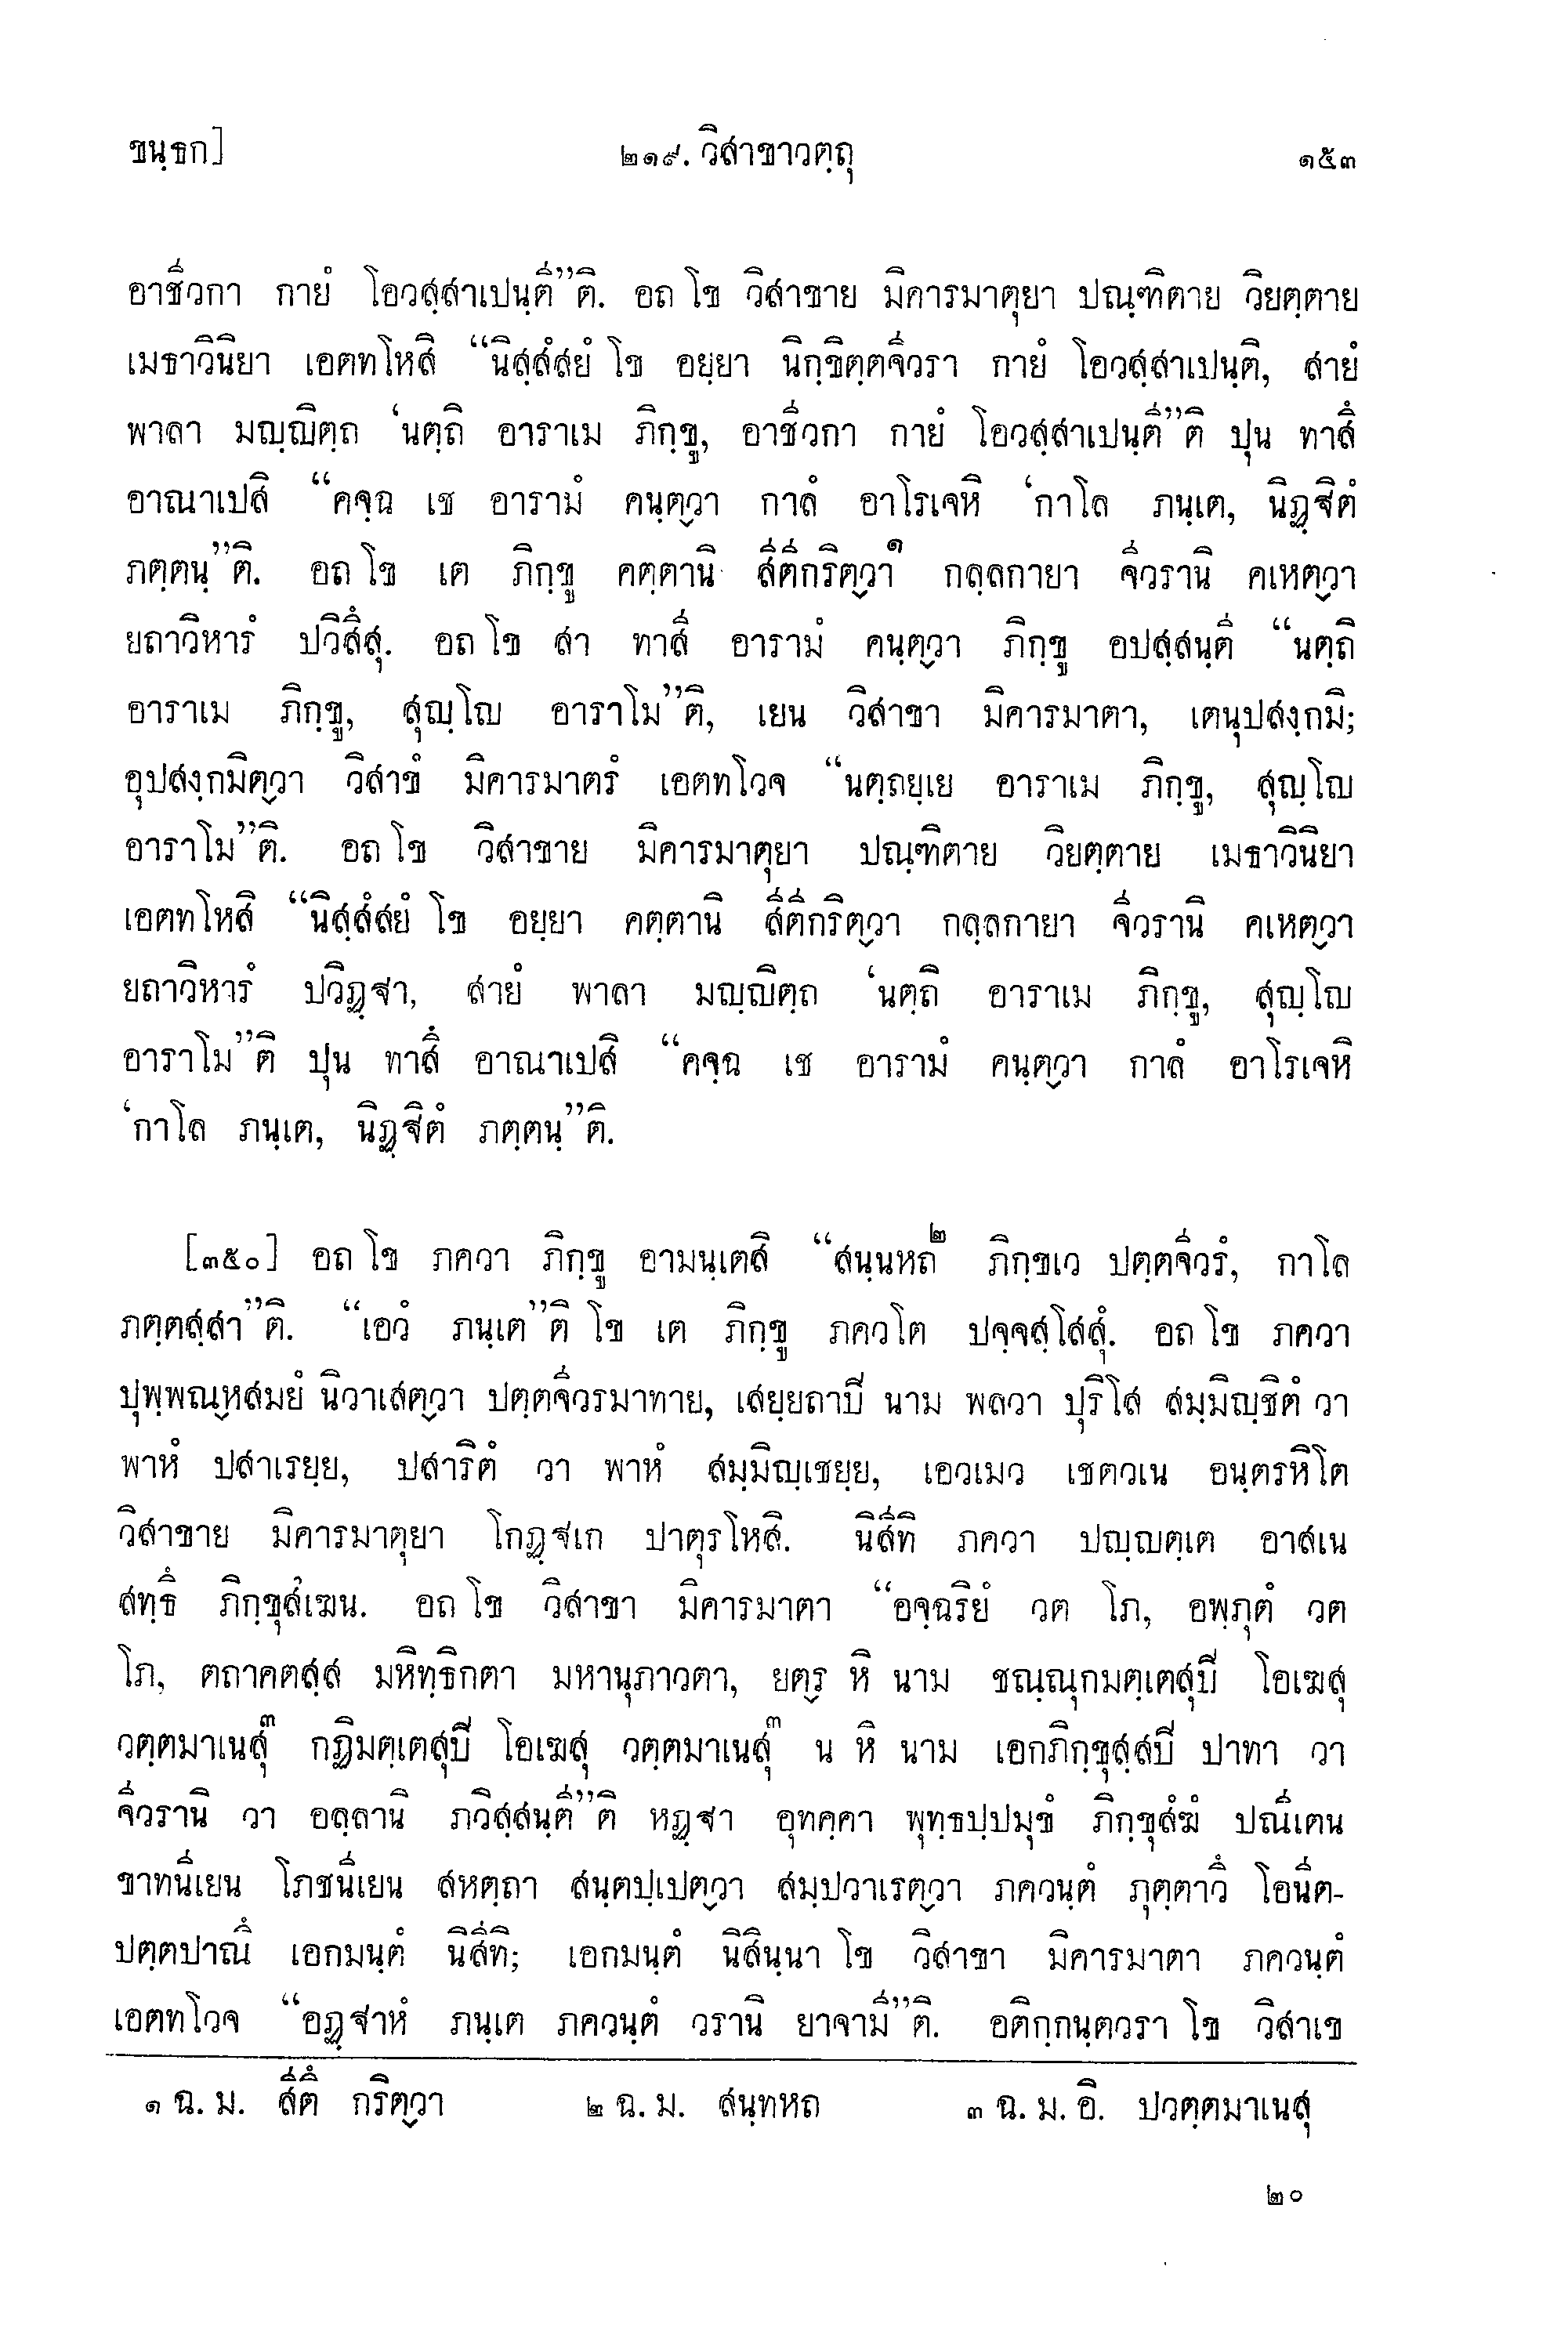 ขนฺธก]
๒๑๙. วิสาขาวตฺถุ
๑๕๓
อาชีวกา กายํ โอวสฺสาเปนฺตี”ติ. อถ โข วิสาขาย มิคารมาตุยา ปณฺฑิตาย วิยตฺตาย
เมธาวินิยา เอตทโหสิ “นิสฺสํสยํ โข อยฺยา นิกฺขิตฺตจีวรา กายํ โอวสฺสาเปนฺติ, สายํ
พาลา มญฺญิตฺถ ‘นตฺถิ อาราเม ภิกฺขู, อาชีวกา กายํ โอวสฺสาเปนฺตี”ติ ปุน ทาสึ
อาณาเปสิ “คจฺฉ เช อารามํ คนฺตฺวา กาลํ อาโรเจหิ ‘กาโล ภนฺเต, นิฏฺฐิตํ
ภตฺตนฺ”ติ. อถ โข เต ภิกฺขู คตฺตานิ สีตีกริตฺวา๑ กลฺลกายา จีวรานิ คเหตฺวา
ยถาวิหารํ ปวิสึสุ. อถ โข สา ทาสี อารามํ คนฺตฺวา ภิกฺขู อปสฺสนฺตี “นตฺถิ
อาราเม ภิกฺขู, สุญฺโญ อาราโม”ติ, เยน วิสาขา มิคารมาตา, เตนุปสงฺกมิ;
อุปสงฺกมิตฺวา วิสาขํ มิคารมาตรํ เอตทโวจ “นตฺถยฺเย อาราเม ภิกฺขู, สุญฺโญ
อาราโม”ติ. อถ โข วิสาขาย มิคารมาตุยา ปณฺฑิตาย วิยตฺตาย เมธาวินิยา
เอตทโหสิ “นิสฺสํสยํ โข อยฺยา คตฺตานิ สีตีกริตฺวา กลฺลกายา จีวรานิ คเหตฺวา
ยถาวิหารํ ปวิฏฺฐา, สายํ พาลา มญฺญิตฺถ ‘นตฺถิ อาราเม ภิกฺขู, สุญฺโญ
อาราโม”ติ ปุน ทาสึ อาณาเปสิ “คจฺฉ เช อารามํ คนฺตฺวา กาลํ อาโรเจหิ
‘กาโล ภนฺเต, นิฏฺฐิตํ ภตฺตนฺ”ติ.
[๓๕๐] อถ โข ภควา ภิกฺขู อามนฺเตสิ “สนฺนหถ๒ ภิกฺขเว ปตฺตจีวรํ, กาโล
ภตฺตสฺสา”ติ. “เอวํ ภนฺเต”ติ โข เต ภิกฺขู ภควโต ปจฺจสฺโสสุํ. อถ โข ภควา
ปุพฺพณฺหสมยํ นิวาเสตฺวา ปตฺตจีวรมาทาย, เสยฺยถาปิ นาม พลวา ปุริโส สมฺมิญฺชิตํ วา
พาหํ ปสาเรยฺย, ปสาริตํ วา พาหํ สมฺมิญฺเชยฺย, เอวเมว เชตวเน อนฺตรหิโต
วิสาขาย มิคารมาตุยา โกฏฺฐเก ปาตุรโหสิ. นิสีทิ ภควา ปญฺญตฺเต อาสเน
สทฺธึ ภิกฺขุสํเฆน. อถ โข วิสาขา มิคารมาตา “อจฺฉริยํ วต โภ, อพฺภุตํ วต
โภ, ตถาคตสฺส มหิทฺธิกตา มหานุภาวตา, ยตฺร หิ นาม ชณฺณุกมตฺเตสุปิ โอเฆสุ
วตฺตมาเนสุ๓ กฏิมตฺเตสุปิ โอเฆสุ วตฺตมาเนสุ๓ น หิ นาม เอกภิกฺขุสฺสปิ ปาทา วา
จีวรานิ วา อลฺลานิ ภวิสฺสนฺตี”ติ หฏฺฐา อุทคฺคา พุทฺธปฺปมุขํ ภิกฺขุสํฆํ ปณีเตน
ขาทนีเยน โภชนีเยน สหตฺถา สนฺตปฺเปตฺวา สมฺปวาเรตฺวา ภควนฺตํ ภุตฺตาวึ โอนีต-
ปตฺตปาณึ เอกมนฺตํ นิสีทิ; เอกมนฺตํ นิสินฺนา โข วิสาขา มิคารมาตา ภควนฺตํ
เอตทโวจ “อฏฺฐาหํ ภนฺเต ภควนฺตํ วรานิ ยาจามี”ติ. อติกฺกนฺตวรา โข วิสาเข
๑ ฉ. ม. สีตึ กริตฺวา ๒ ฉ. ม. สนฺทหถ ๓ ฉ. ม. อิ. ปวตฺตมาเนสุ
๒๐